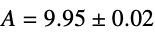 A = 9.95 ± 0.02